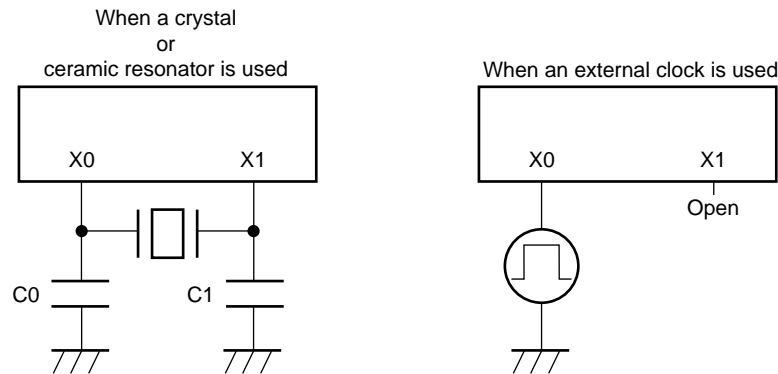 When a crystal
or
ceramic resonator is used
X0 X1
C0 C1
When an external clock is used
X0 X1
Open